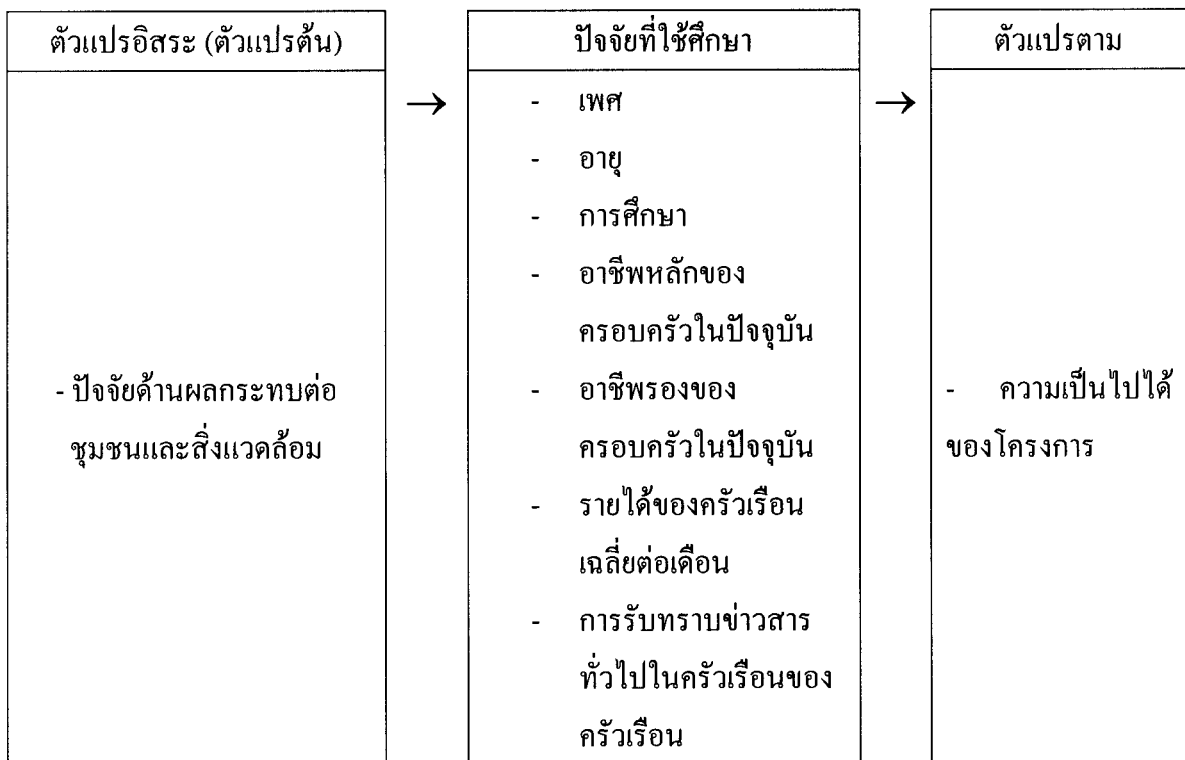 ตัวแปรอิสระ (ตัวแปรต้น)
- ปัจจัยด้านผลกระทบต่อ
ชุมชนและสิ่งแวดล้อม
→
ปัจจัยที่ใช้ศึกษา
- เพศ
- อายุ
- การศึกษา
- อาชีพหลักของ
ครอบครัวในปัจจุบัน
- อาชีพรองของ
ครอบครัวในปัจจุบัน
- รายได้ของครัวเรือน
เฉลี่ยต่อเดือน
- การรับทราบข่าวสาร
ทั่วไปในครัวเรือนของ
ครัวเรือน
→
ตัวแปรตาม
- ความเป็นไปได้
ของโครงการ